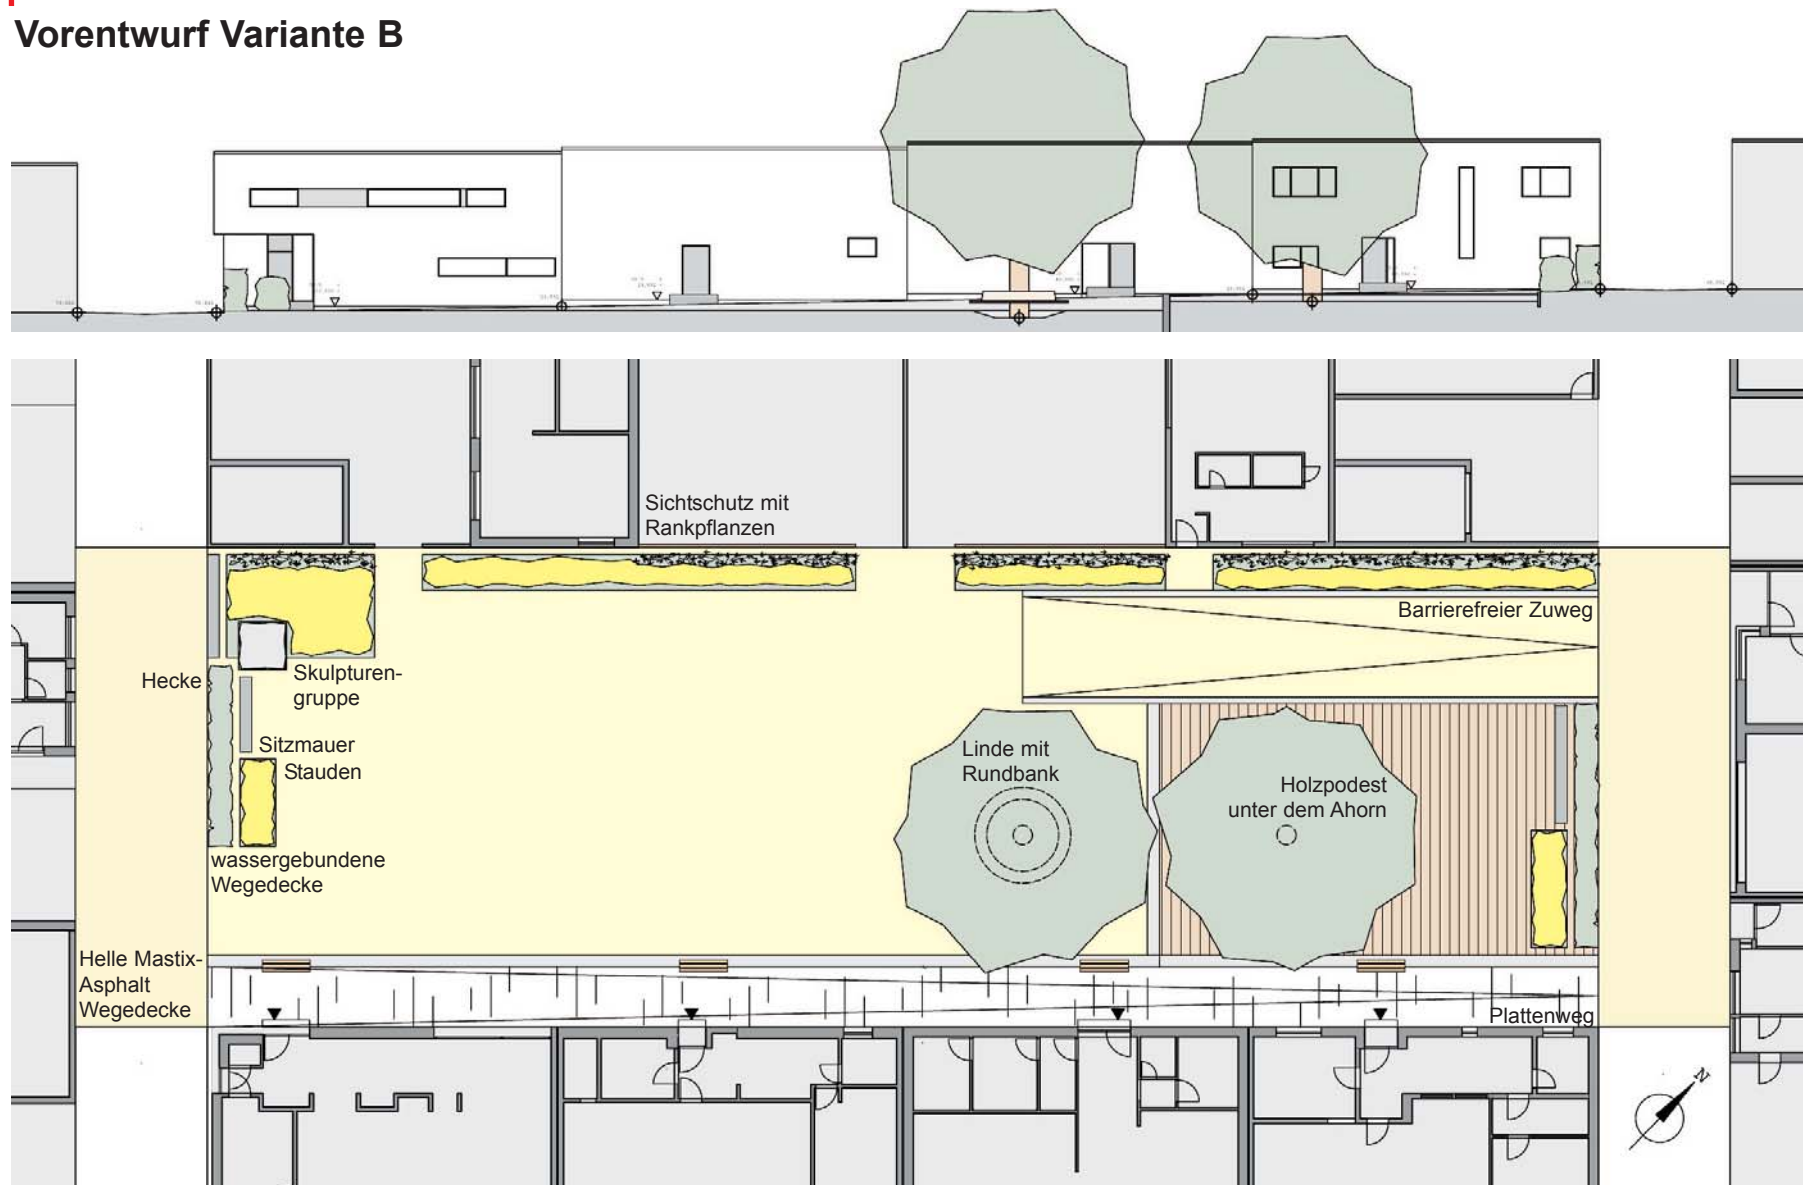 Vorentwurf Variante B
Sichtschutz mit
Rankpflanzen
Barrierefreier Zuweg
Hecke
Skulpturen-
gruppe
Sitzmauer
Stauden
Linde mit
Rundbank
Holzpodest
unter dem Ahorn
wassergebundene
Wegedecke
Helle Mastix-
Asphalt
Wegedecke
Plattenweg
N